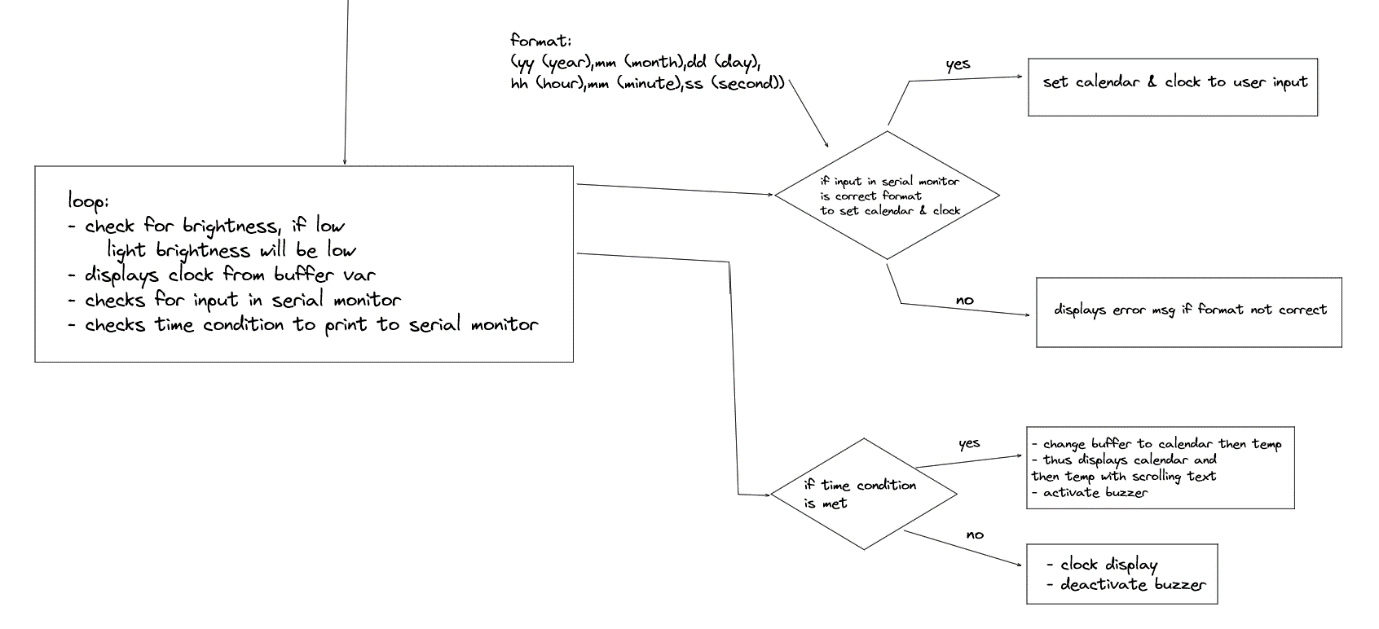 format:
(yy (year),mm (month),dd (day),
hh (hour),mm (minute),ss (second))
yes
set calendar & clock to user input
if input in serial monitor
is correct format
to set calendar & clock
loop:
- check for brightness, if low
light brightness will be low
- displays clock from buffer var
- checks for input in serial monitor
- checks time condition to print to serial monitor
no
displays error msg if format not correct
if time condition
is met
yes
- change buffer to calendar then temp
- thus displays calendar and
then temp with scrolling text
- activate buzzer
no
- clock display
- deactivate buzzer